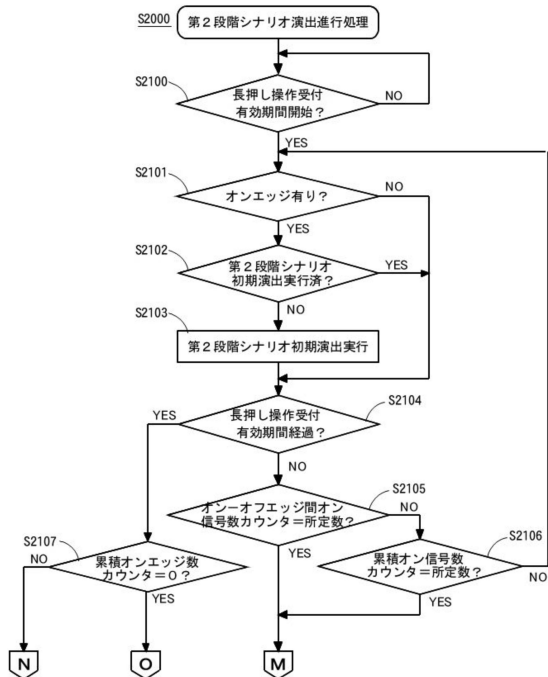 S2000
第２段階シナリオ演出進行処理
S2100
長押し操作受付
有効期間開始？
NO
YES
S2101
オンエッジ有り？
NO
YES
S2102
第２段階シナリオ
初期演出実行済？
YES
NO
S2103
第２段階シナリオ初期演出実行
S2104
長押し操作受付
有効期間経過？
YES
NO
S2105
オン－オフエッジ間オン
信号数カウンタ＝所定数？
NO
YES
S2106
累積オン信号数
カウンタ＝所定数？
NO
YES
S2107
累積オンエッジ数
カウンタ＝０？
NO
YES
N
O
M